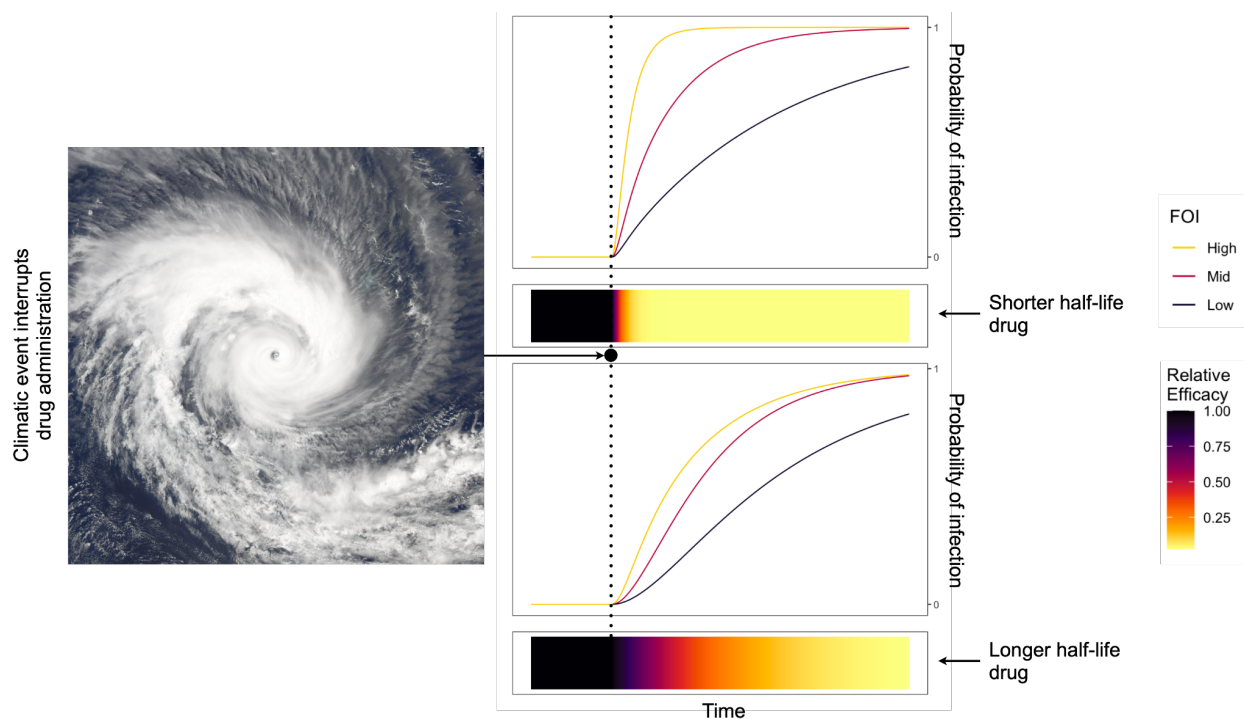 Climatic event interrupts
drug administration
1
Probability of infection
0
Shorter half-life
drug
1
Probability of infection
0
Longer half-life
drug
Time
FOI
High
Mid
Low
Relative
Efficacy
1.00
0.75
0.50
0.25